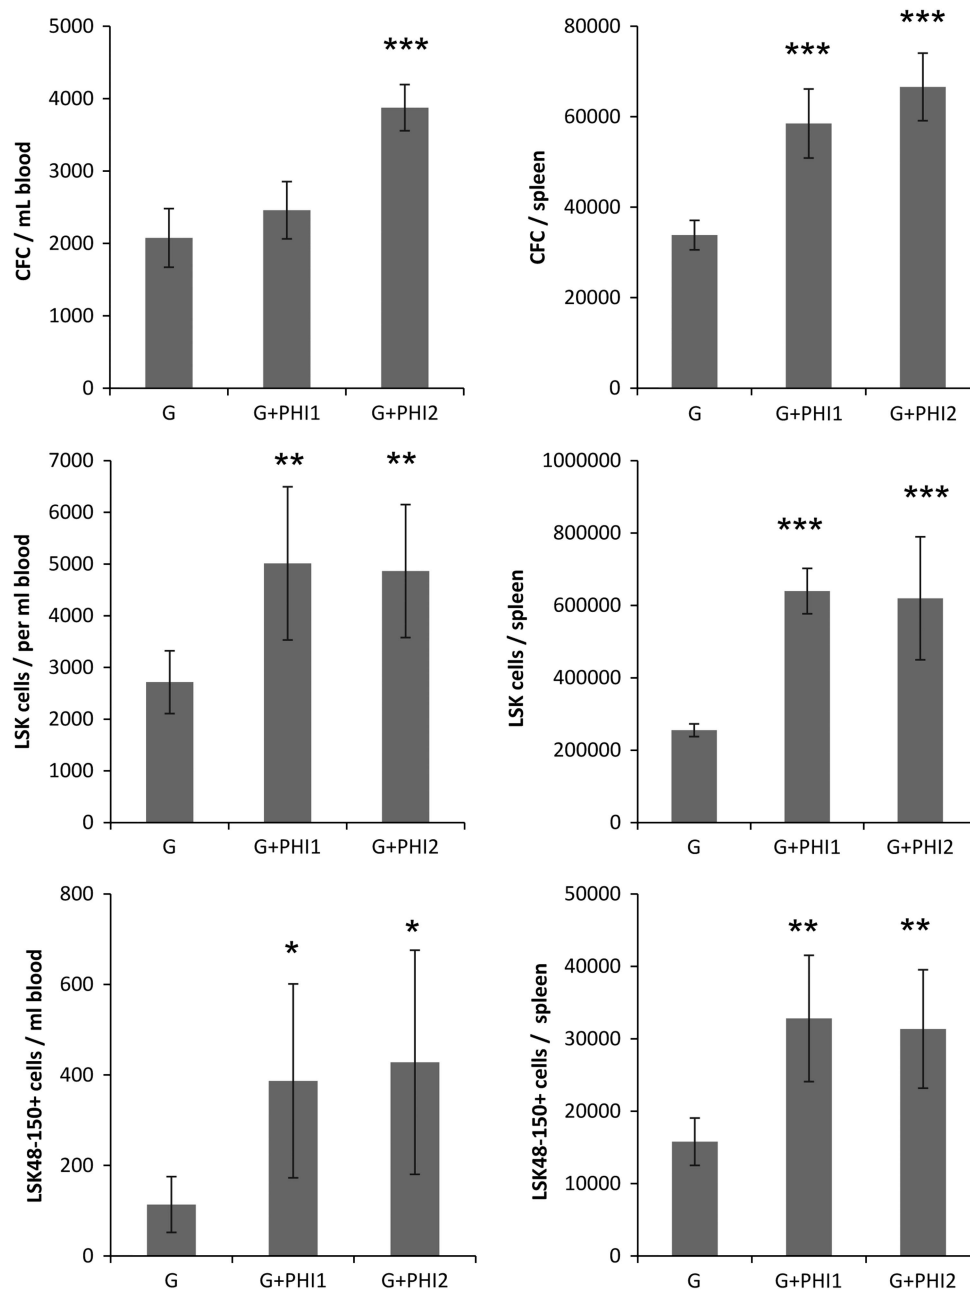 CFC / mL blood
5000
4000
3000
2000
1000
0
***
G
G+PHI1
G+PHI2
CFC / spleen
80000
60000
40000
20000
0
***
***
G
G+PHI1
G+PHI2
LSK cells / per ml blood
7000
6000
5000
4000
3000
2000
1000
0
**
**
G
G+PHI1
G+PHI2
LSK cells / spleen
1000000
800000
600000
400000
200000
0
***
***
G
G+PHI1
G+PHI2
LSK48-150+ cells / ml blood
800
600
400
200
0
*
*
G
G+PHI1
G+PHI2
LSK48-150+ cells / spleen
50000
40000
30000
20000
10000
0
**
**
G
G+PHI1
G+PHI2